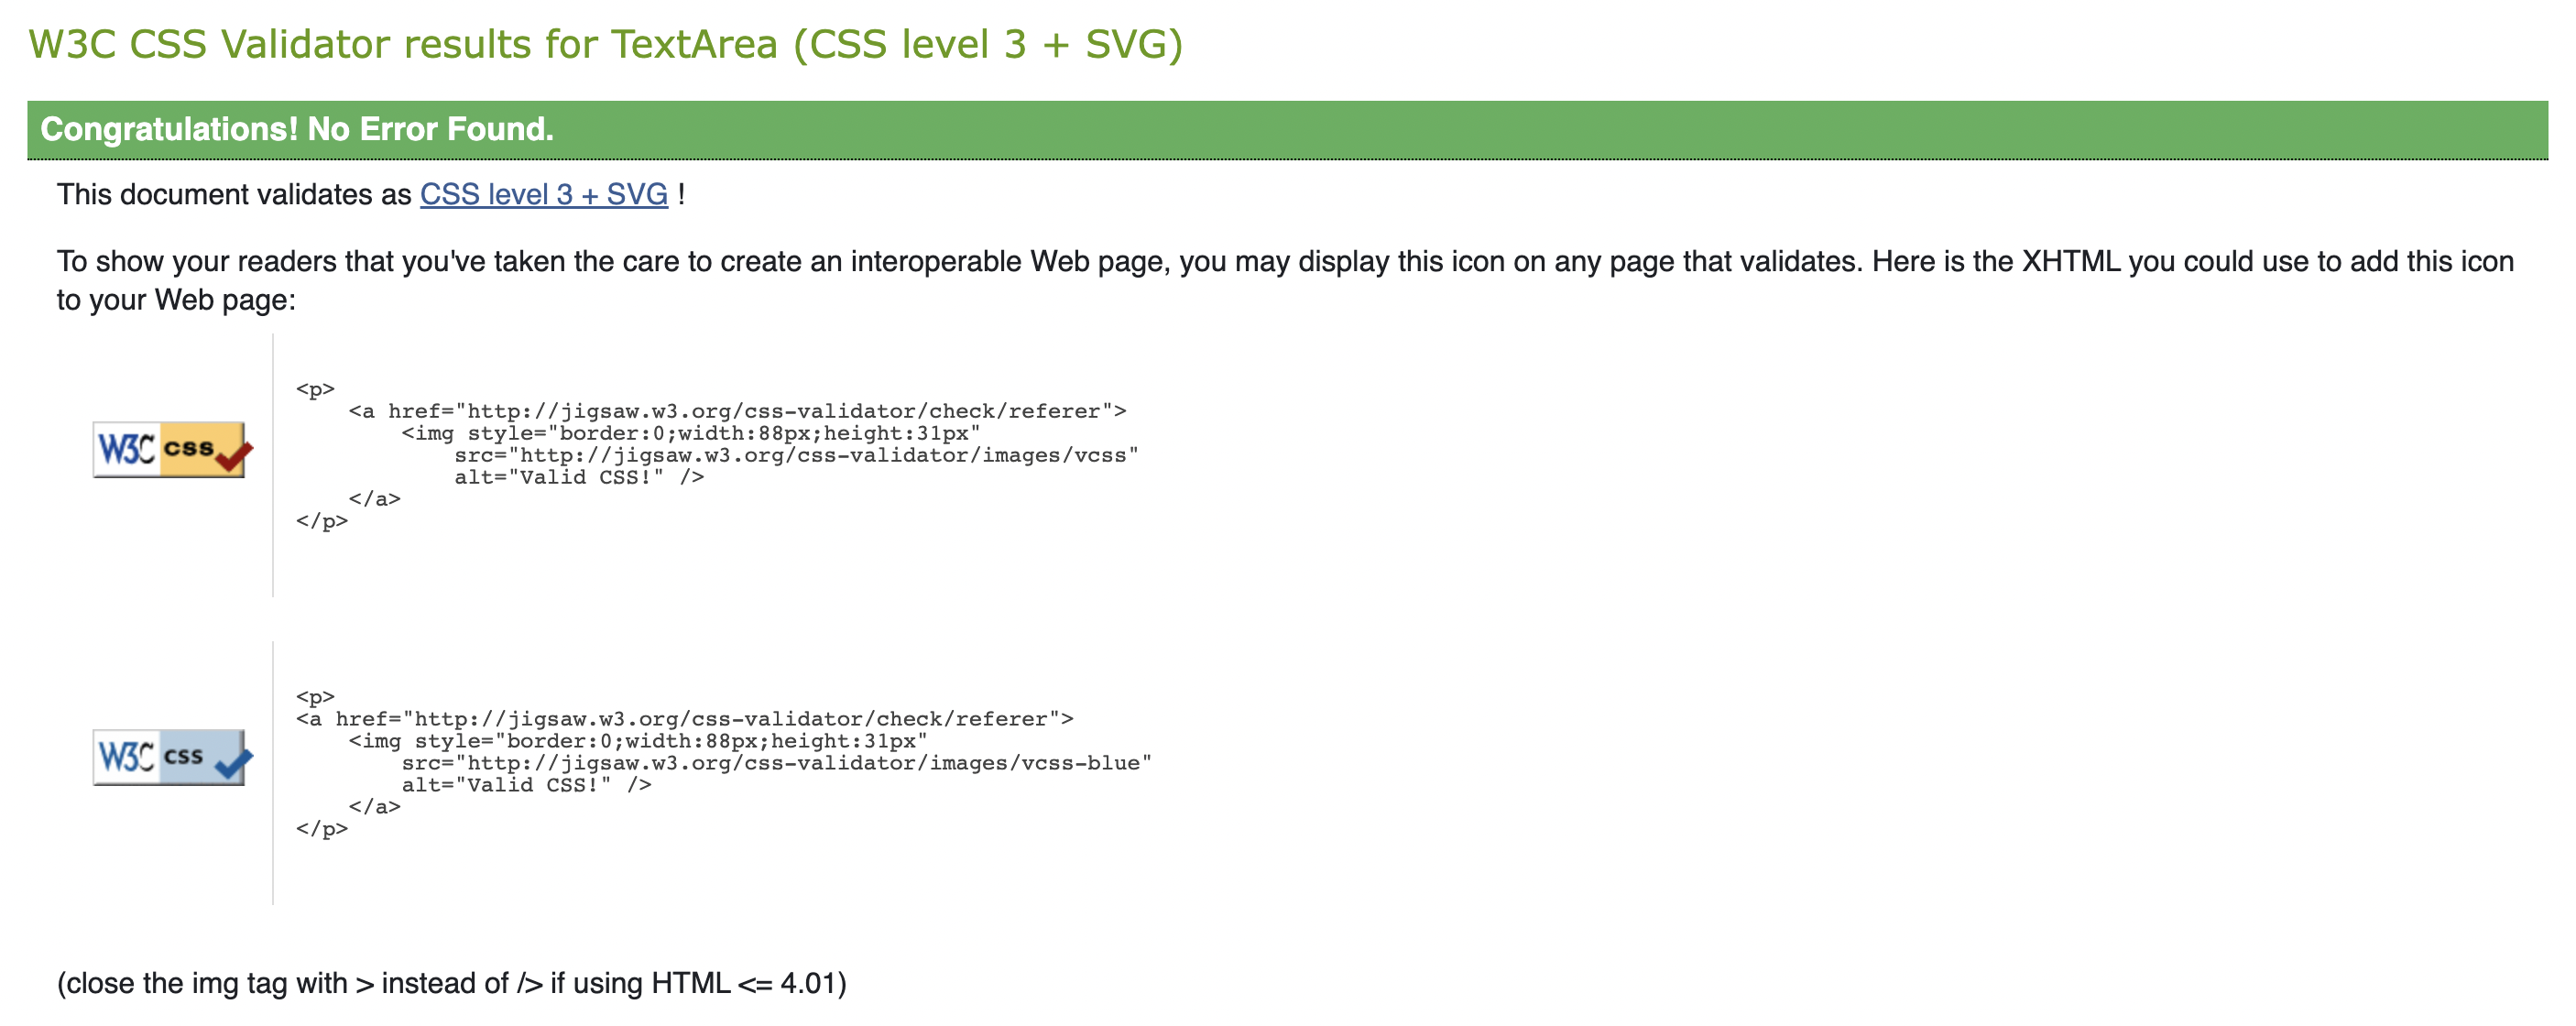 W3C CSS Validator results for TextArea (CSS level 3 + SVG)
Congratulations! No Error Found.
This document validates as CSS level 3 + SVG !
To show your readers that you've taken the care to create an interoperable Web page, you may display this icon on any page that validates. Here is the XHTML you could use to add this icon
to your Web page:
<p>
    <a href="http://jigsaw.w3.org/css-validator/check/referer">
        <img style="border:0;width:88px;height:31px"
            src="http://jigsaw.w3.org/css-validator/images/vcss"
            alt="Valid CSS!" />
    </a>
</p>
W3C css
<p>
<a href="http://jigsaw.w3.org/css-validator/check/referer">
    <img style="border:0;width:88px;height:31px"
        src="http://jigsaw.w3.org/css-validator/images/vcss-blue"
        alt="Valid CSS!" />
    </a>
</p>
W3C css
(close the img tag with > instead of /> if using HTML <= 4.01)